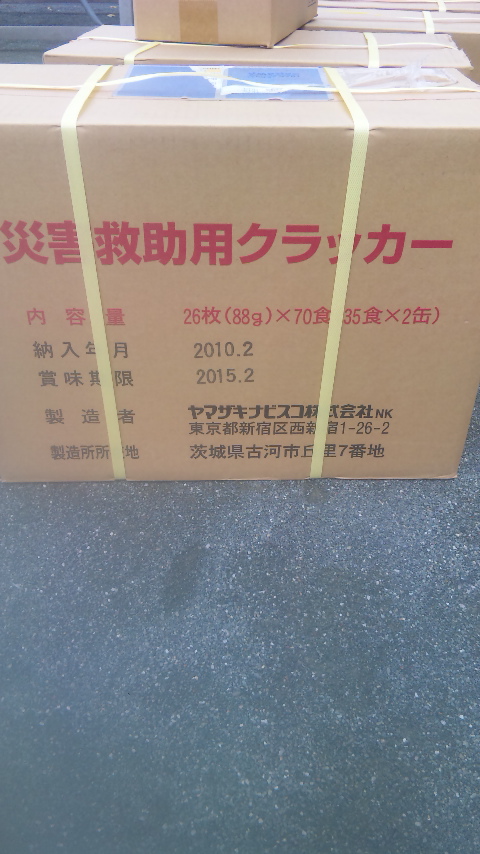 災害救助用クラッカー
内容量 26枚(88g)×70食(35食×2缶)
納入年月 2010.2
賞味期限 2015.2
製造者 ヤマザキナビスコ株式会社NK
東京都新宿区西新宿1-26-2
製造所所在地 茨城県古河市丘里7番地